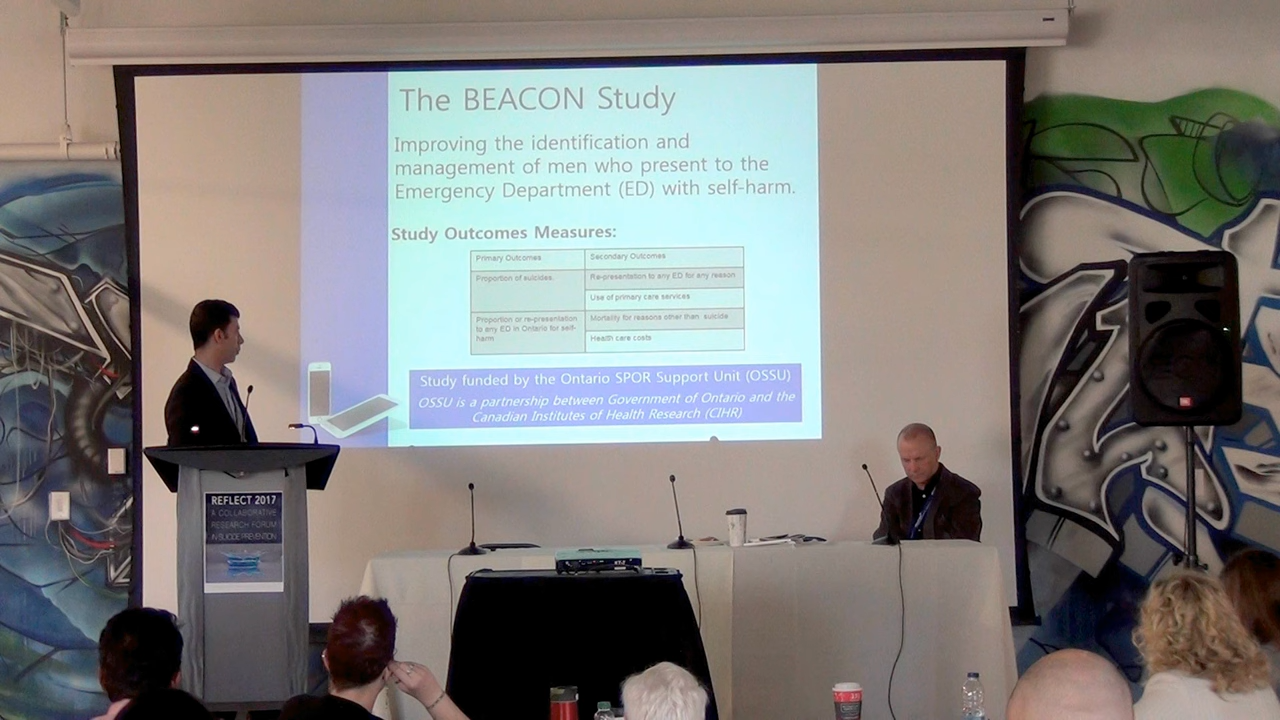 The BEACON Study
Improving the identification and
management of men who present to the
Emergency Department (ED) with self-harm.
Study Outcomes Measures:
Primary Outcomes
Secondary Outcomes
Proportion of suicides.
Re-presentation to any ED for any reason
Use of primary care services
Proportion or re-presentation
to any ED in Ontario for self-
harm
Mortality for reasons other than suicide
Health care costs
Study funded by the Ontario SPOR Support Unit (OSSU)
OSSU is a partnership between Government of Ontario and the
Canadian Institutes of Health Research (CIHR)
REFLECT 2017
A COLLABORATIVE
RESEARCH FORUM
IN SUICIDE PREVENTION
JBL